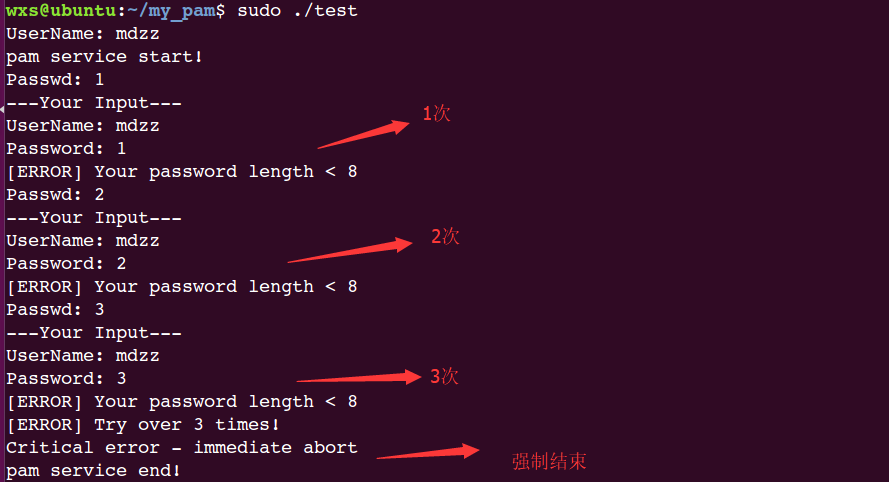 wxs@ubuntu:~/my_pam$ sudo ./test
UserName: mdzz
pam service start!
Passwd: 1
---Your Input---
1次
UserName: mdzz
Password: 1
[ERROR] Your password length < 8
Passwd: 2
---Your Input---
UserName: mdzz
2次
Password: 2
[ERROR] Your password length < 8
Passwd: 3
---Your Input---
UserName: mdzz
Password: 3
3次
[ERROR] Your password length < 8
[ERROR] Try over 3 times!
Critical error - immediate abort
强制结束
pam service end!